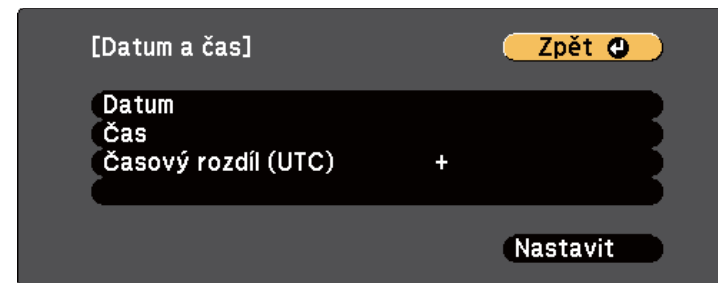 [Datum a čas] Zpět
Datum
Čas
Časový rozdíl (UTC) +
Nastavit